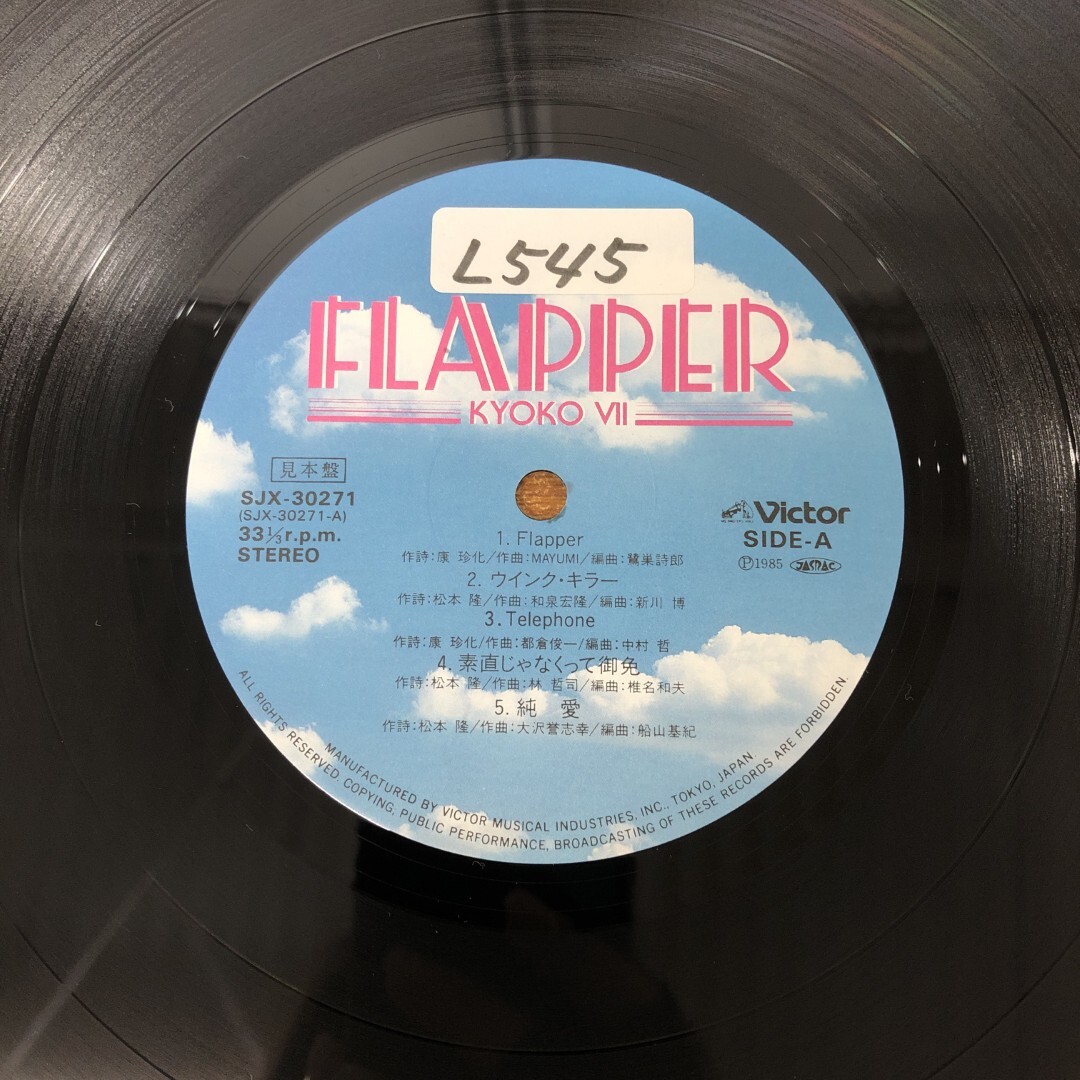 L545
FLAPPER
KYOKO VII
見本盤
SJX-30271
(SJX-30271-A)
33⅓r.p.m.
STEREO
Victor
SIDE-A
Ⓟ1985 JASRAC
1. Flapper
作詩:康 珍化/作曲:MAYUMI/編曲:鷺巣詩郎
2. ウインク・キラー
作詩:松本 隆/作曲:和泉宏隆/編曲:新川 博
3. Telephone
作詩:康 珍化/作曲:都倉俊一/編曲:中村 哲
4. 素直じゃなくって御免
作詩:松本 隆/作曲:林 哲司/編曲:椎名和夫
5. 純 愛
作詩:松本 隆/作曲:大沢誉志幸/編曲:船山基紀
MANUFACTURED BY VICTOR MUSICAL INDUSTRIES, INC., TOKYO, JAPAN
ALL RIGHTS RESERVED. COPYING, PUBLIC PERFORMANCE, BROADCASTING OF THESE RECORDS ARE FORBIDDEN.